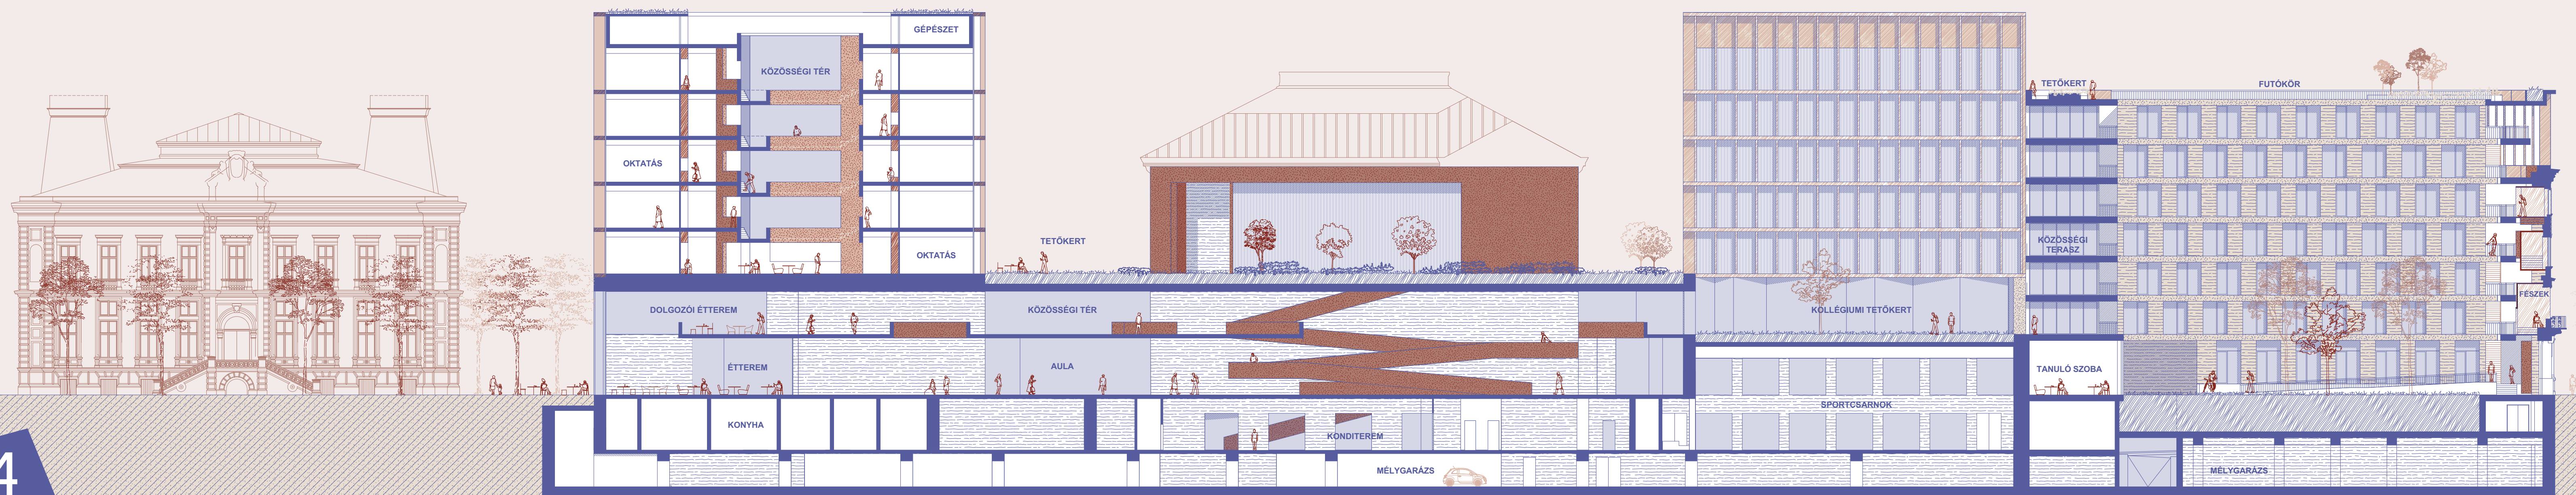 GÉPÉSZET
KÖZÖSSÉGI TÉR
TETŐKERT
FUTÓKÖR
OKTATÁS
TETŐKERT
KÖZÖSSÉGI
TERASZ
OKTATÁS
FÉSZEK
DOLGOZÓI ÉTTEREM
KÖZÖSSÉGI TÉR
KOLLÉGIUMI TETŐKERT
ÉTTEREM
AULA
TANULÓ SZOBA
SPORTCSARNOK
KONYHA
KONDITEREM
MÉLYGARÁZS
MÉLYGARÁZS
4